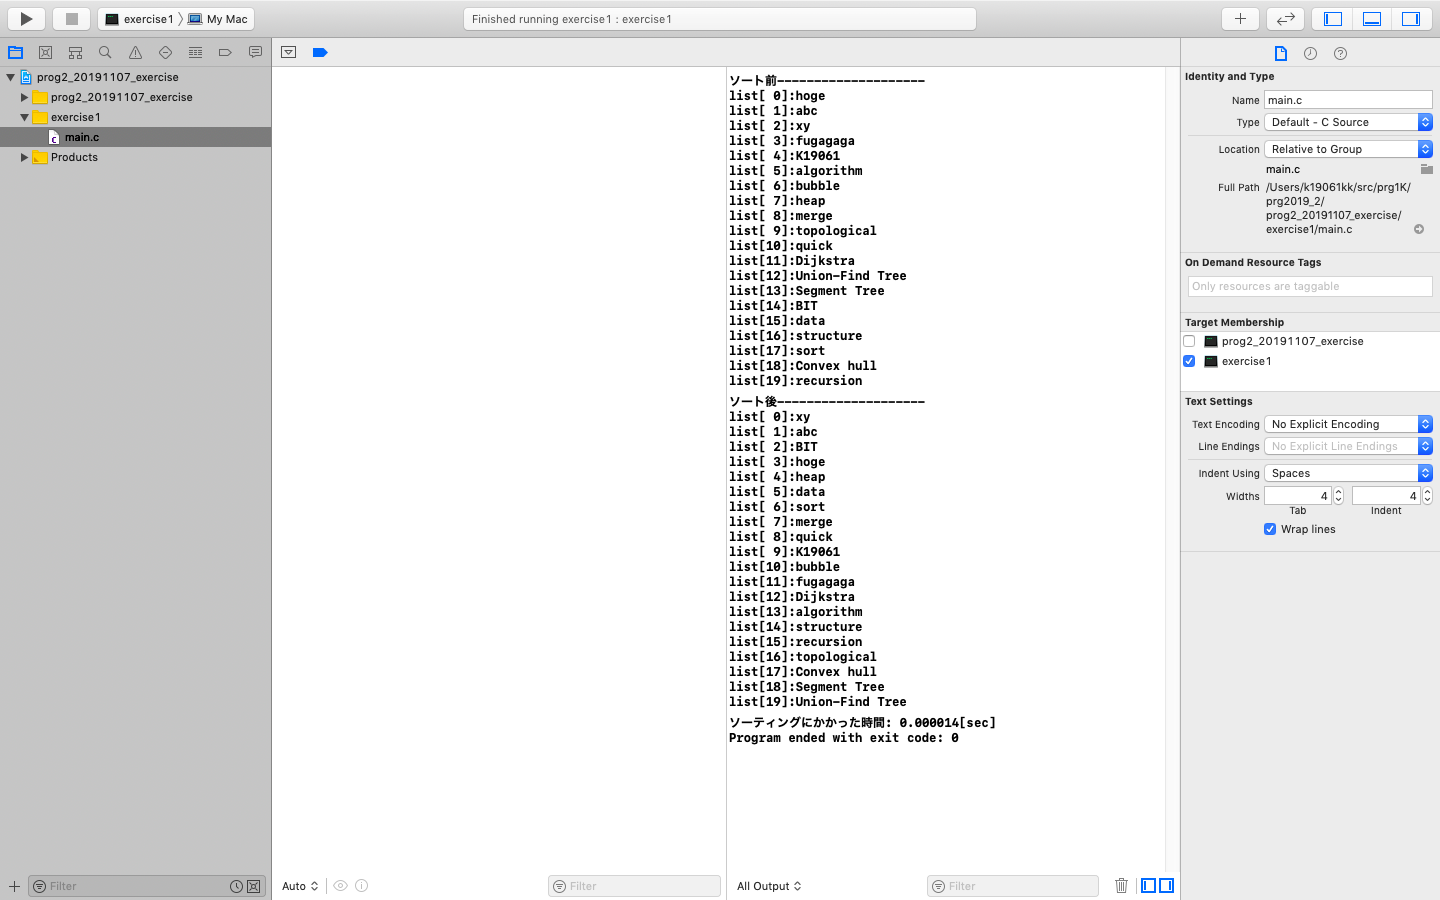 exercise1 〉 My Mac
Finished running exercise1 : exercise1
prog2_20191107_exercise
prog2_20191107_exercise
exercise1
main.c
Products
Filter
ソート前--------------------
list[ 0]:hoge
list[ 1]:abc
list[ 2]:xy
list[ 3]:fugagaga
list[ 4]:K19061
list[ 5]:algorithm
list[ 6]:bubble
list[ 7]:heap
list[ 8]:merge
list[ 9]:topological
list[10]:quick
list[11]:Dijkstra
list[12]:Union-Find Tree
list[13]:Segment Tree
list[14]:BIT
list[15]:data
list[16]:structure
list[17]:sort
list[18]:Convex hull
list[19]:recursion
ソート後--------------------
list[ 0]:xy
list[ 1]:abc
list[ 2]:BIT
list[ 3]:hoge
list[ 4]:heap
list[ 5]:data
list[ 6]:sort
list[ 7]:merge
list[ 8]:quick
list[ 9]:K19061
list[10]:bubble
list[11]:fugagaga
list[12]:Dijkstra
list[13]:algorithm
list[14]:structure
list[15]:recursion
list[16]:topological
list[17]:Convex hull
list[18]:Segment Tree
list[19]:Union-Find Tree
ソーティングにかかった時間: 0.000014[sec]
Program ended with exit code: 0
Auto
Filter
All Output
Filter
Identity and Type
Name main.c
Type Default - C Source
Location Relative to Group
main.c
Full Path /Users/k19061kk/src/prg1K/
prg2019_2/
prog2_20191107_exercise/
exercise1/main.c
On Demand Resource Tags
Only resources are taggable
Target Membership
prog2_20191107_exercise
exercise1
Text Settings
Text Encoding No Explicit Encoding
Line Endings No Explicit Line Endings
Indent Using Spaces
Widths 4 4
Tab Indent
Wrap lines